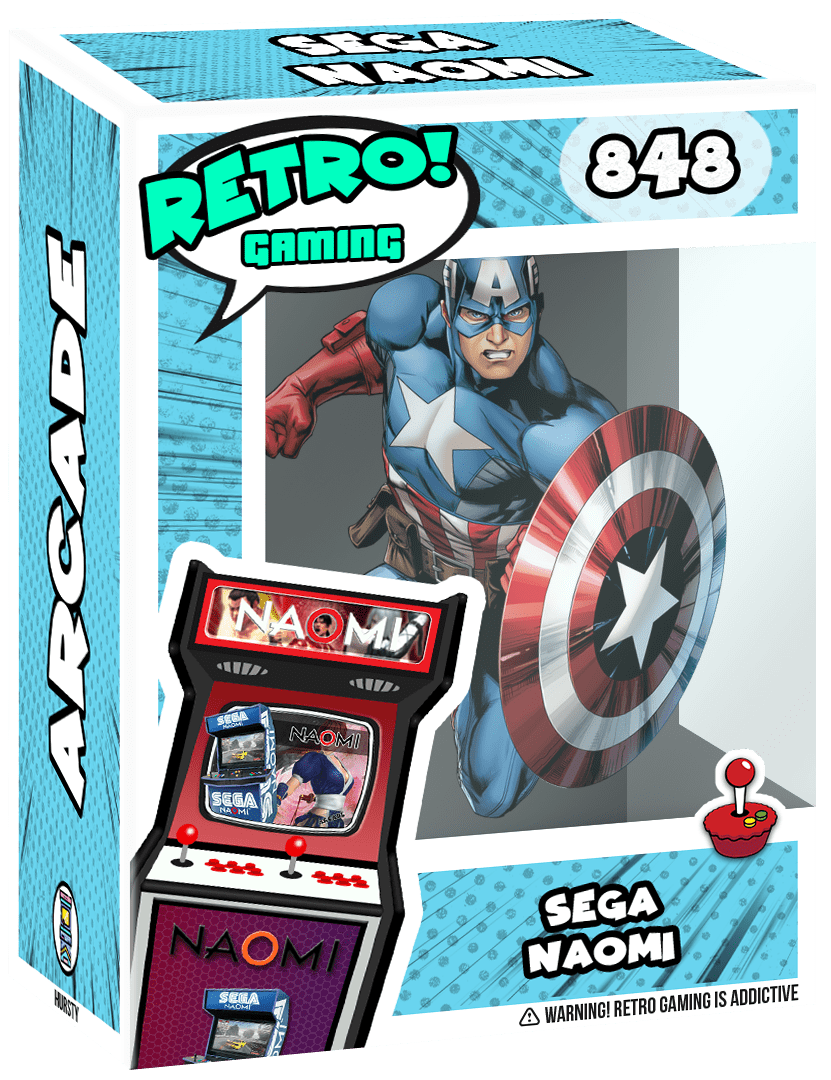 SEGA
NAOMI
RETRO!
GAMING
848
ARCADE
A
NAOMI
NAOMI
SEGA
NAOMI
SEGA
NAOMI
NAOMI
SEGA
NAOMI
SEGA
NAOMI
HURSTY
⚠ WARNING! RETRO GAMING IS ADDICTIVE